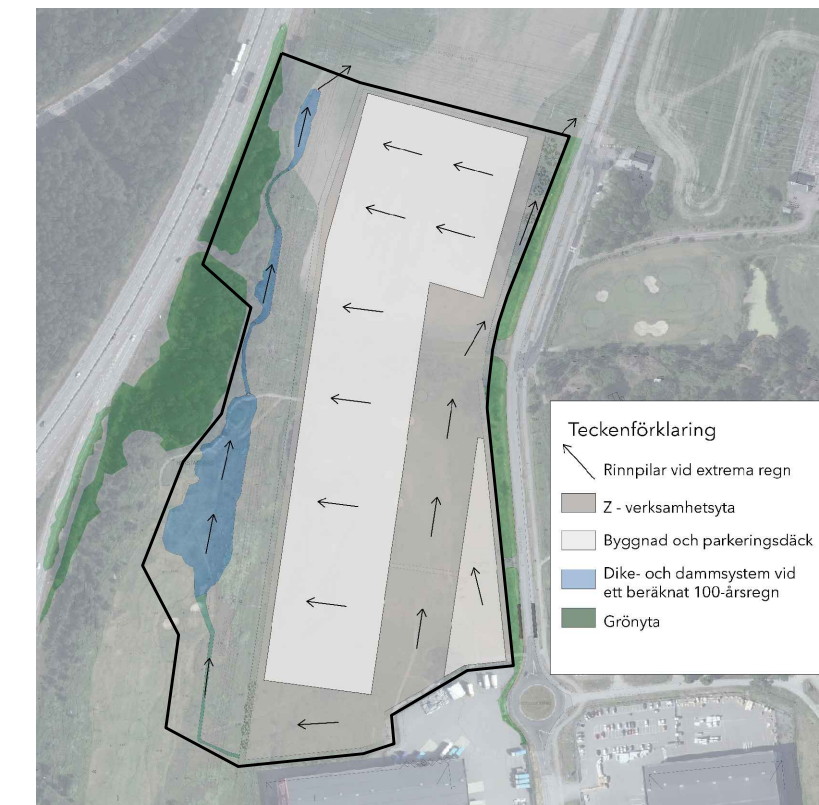 Teckenförklaring
Rinnpilar vid extrema regn
Z - verksamhetsyta
Byggnad och parkeringsdäck
Dike- och dammsystem vid
ett beräknat 100-årsregn
Grönyta